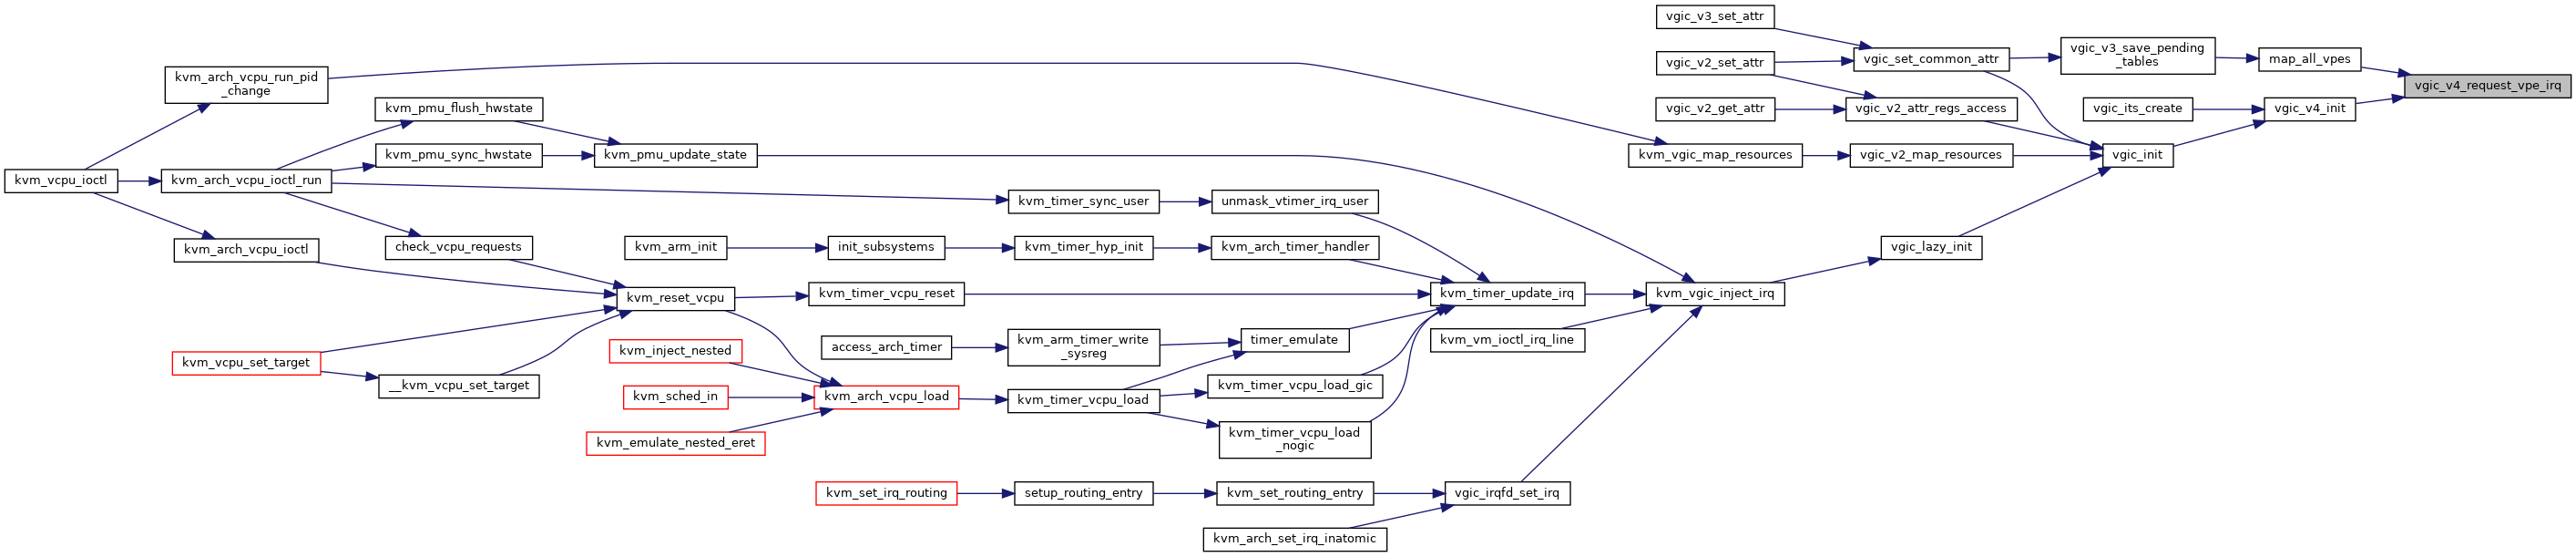 vgic_v3_set_attr
vgic_v3_save_pending
_tables
vgic_set_common_attr
map_all_vpes
vgic_v2_set_attr
kvm_arch_vcpu_run_pid
_change
vgic_v4_request_vpe_irq
kvm_pmu_flush_hwstate
vgic_v2_get_attr
vgic_v2_attr_regs_access
vgic_its_create
vgic_v4_init
kvm_pmu_sync_hwstate
kvm_pmu_update_state
kvm_vgic_map_resources
vgic_v2_map_resources
vgic_init
kvm_vcpu_ioctl
kvm_arch_vcpu_ioctl_run
kvm_timer_sync_user
unmask_vtimer_irq_user
kvm_arch_vcpu_ioctl
check_vcpu_requests
kvm_arm_init
init_subsystems
kvm_timer_hyp_init
kvm_arch_timer_handler
vgic_lazy_init
kvm_reset_vcpu
kvm_timer_vcpu_reset
kvm_timer_update_irq
kvm_vgic_inject_irq
kvm_vcpu_set_target
kvm_inject_nested
access_arch_timer
kvm_arm_timer_write
_sysreg
timer_emulate
kvm_vm_ioctl_irq_line
__kvm_vcpu_set_target
kvm_sched_in
kvm_arch_vcpu_load
kvm_timer_vcpu_load
kvm_timer_vcpu_load_gic
kvm_emulate_nested_eret
kvm_timer_vcpu_load
_nogic
kvm_set_irq_routing
setup_routing_entry
kvm_set_routing_entry
vgic_irqfd_set_irq
kvm_arch_set_irq_inatomic